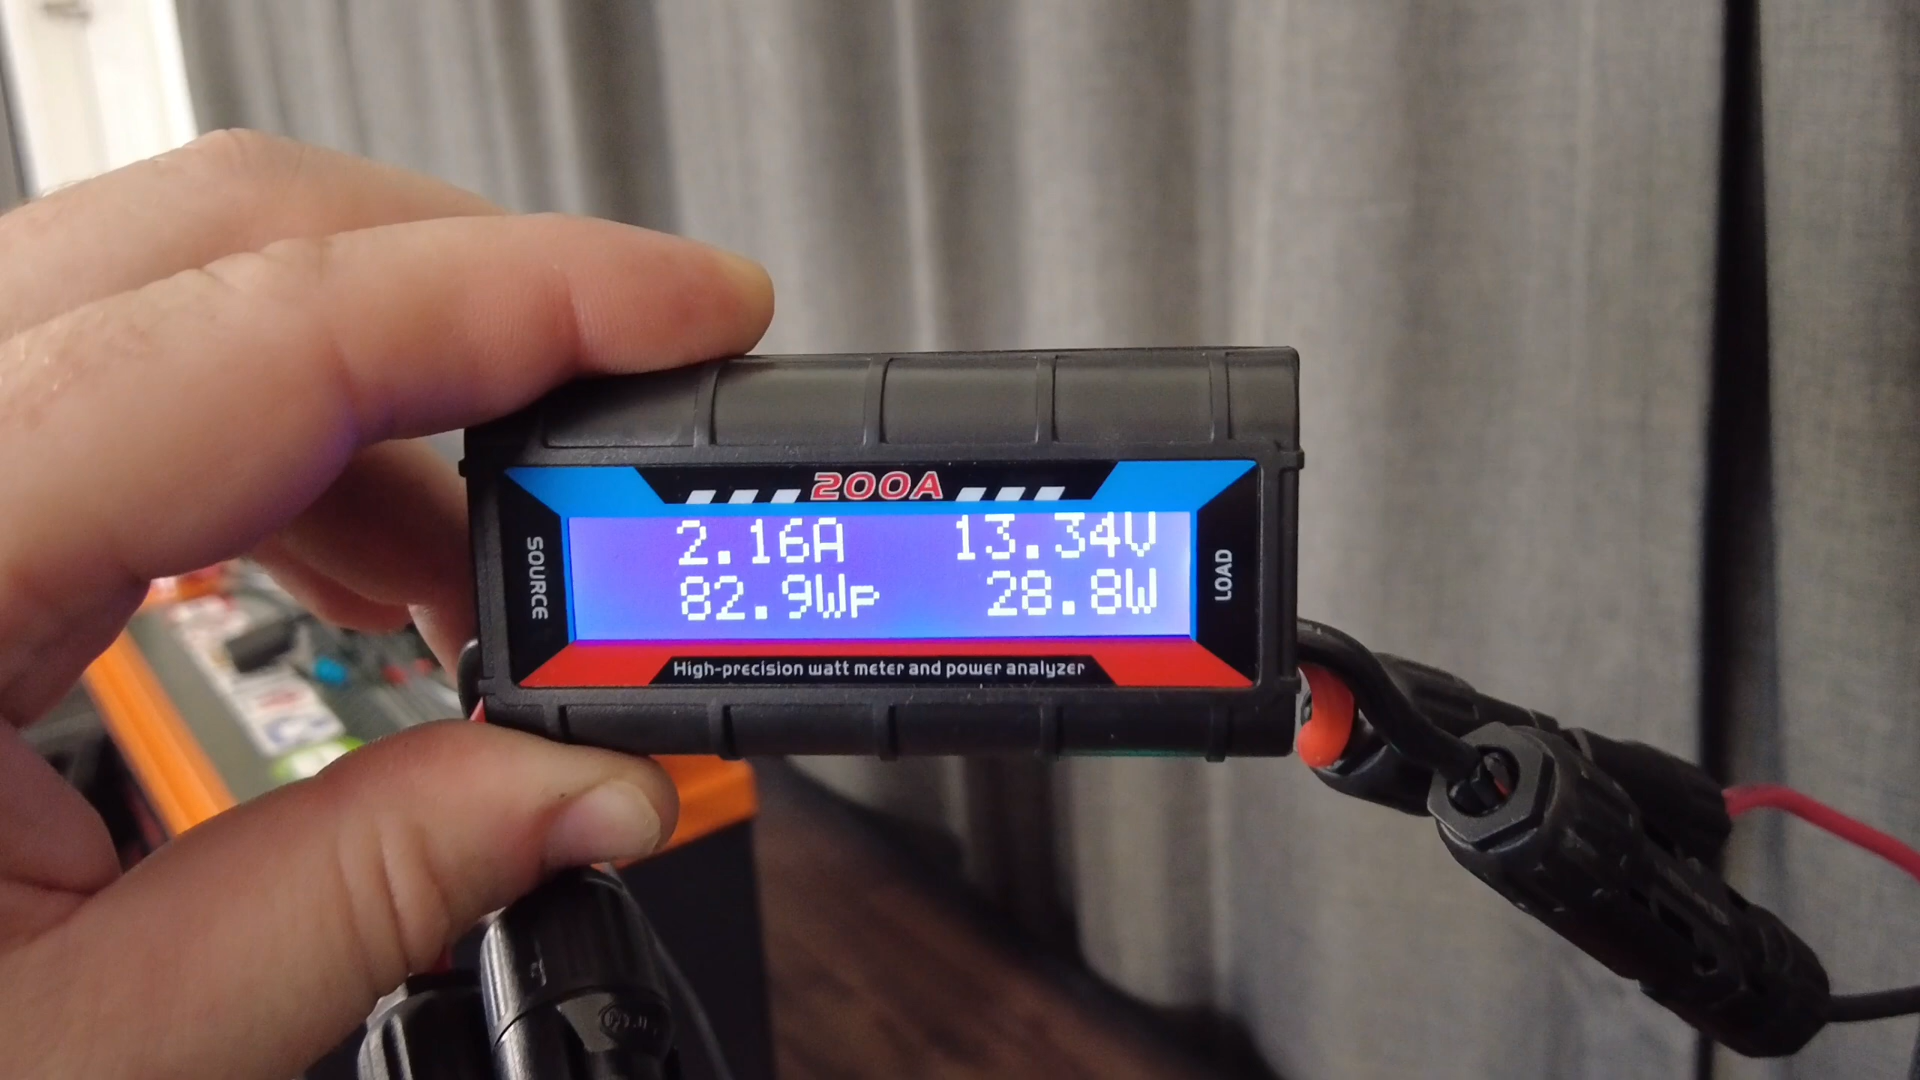 200A
SOURCE
2.16A 13.34V
82.9Wp 28.8W
LOAD
High-precision watt meter and power analyzer